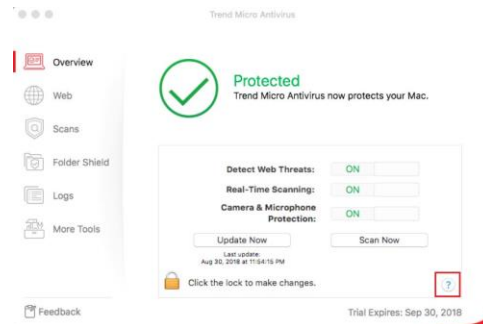 Trend Micro Antivirus
Overview
Web
Scans
Folder Shield
Logs
More Tools
Feedback
Protected
Trend Micro Antivirus now protects your Mac.
Detect Web Threats: ON
Real-Time Scanning: ON
Camera & Microphone
Protection: ON
Update Now
Scan Now
Last update:
Aug 30, 2018 at 11:54:15 PM
Click the lock to make changes.
?
Trial Expires: Sep 30, 2018